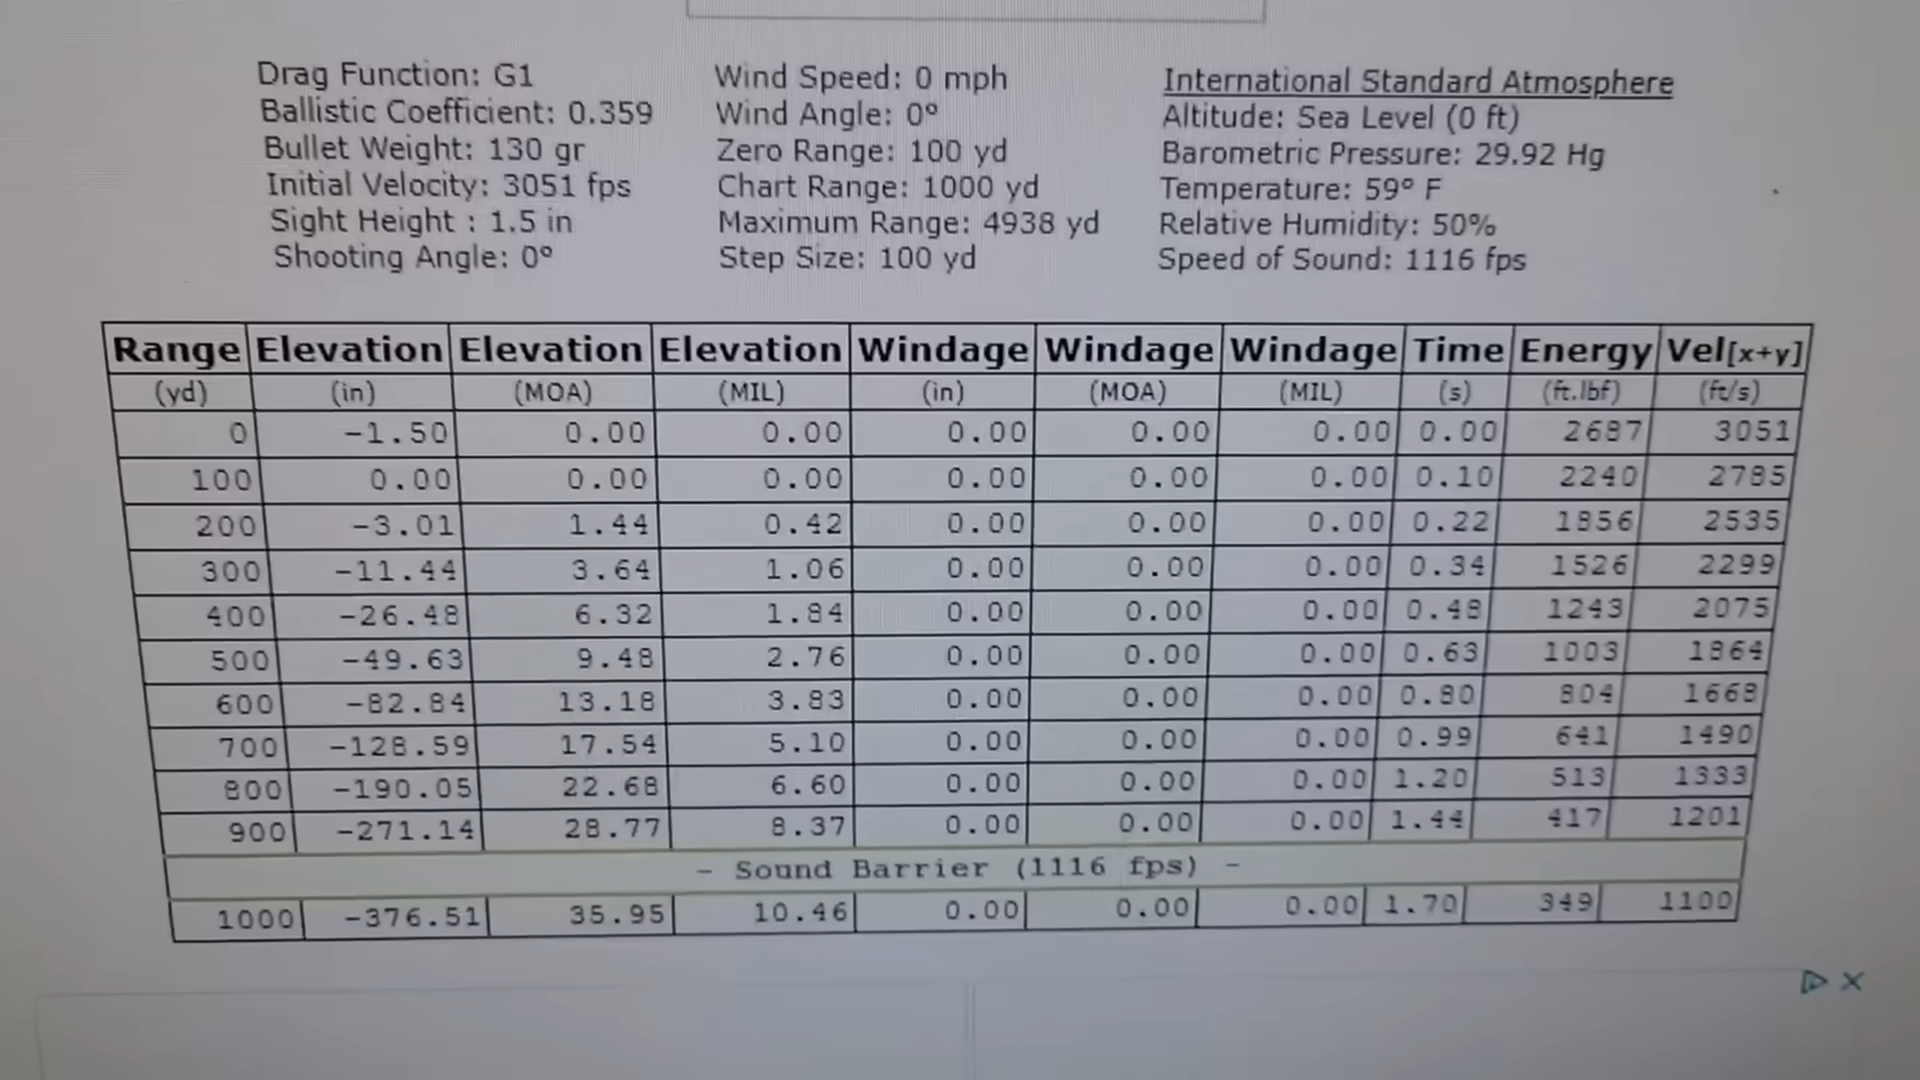 Drag Function: G1
Ballistic Coefficient: 0.359
Bullet Weight: 130 gr
Initial Velocity: 3051 fps
Sight Height : 1.5 in
Shooting Angle: 0°
Wind Speed: 0 mph
Wind Angle: 0°
Zero Range: 100 yd
Chart Range: 1000 yd
Maximum Range: 4938 yd
Step Size: 100 yd
International Standard Atmosphere
Altitude: Sea Level (0 ft)
Barometric Pressure: 29.92 Hg
Temperature: 59° F
Relative Humidity: 50%
Speed of Sound: 1116 fps
Range Elevation Elevation Elevation Windage Windage Windage Time Energy Vel[x+y]
(yd) (in) (MOA) (MIL) (in) (MOA) (MIL) (s) (ft.lbf) (ft/s)
0 -1.50 0.00 0.00 0.00 0.00 0.00 0.00 2687 3051
100 0.00 0.00 0.00 0.00 0.00 0.00 0.10 2240 2785
200 -3.01 1.44 0.42 0.00 0.00 0.00 0.22 1856 2535
300 -11.44 3.64 1.06 0.00 0.00 0.00 0.34 1526 2299
400 -26.48 6.32 1.84 0.00 0.00 0.00 0.48 1243 2075
500 -49.63 9.48 2.76 0.00 0.00 0.00 0.63 1003 1864
600 -82.84 13.18 3.83 0.00 0.00 0.00 0.80 804 1668
700 -128.59 17.54 5.10 0.00 0.00 0.00 0.99 641 1490
800 -190.05 22.68 6.60 0.00 0.00 0.00 1.20 513 1333
900 -271.14 28.77 8.37 0.00 0.00 0.00 1.44 417 1201
- Sound Barrier (1116 fps) -
1000 -376.51 35.95 10.46 0.00 0.00 0.00 1.70 349 1100